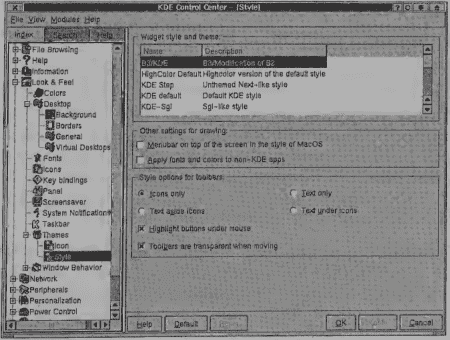 KDE Control Center - [Style]
File View Modules Help
Index Search Help
File Browsing
Help
Information
Look & Feel
Colors
Desktop
Background
Borders
General
Virtual Desktops
Fonts
Icons
Key bindings
Panel
Screensaver
System Notifications
Taskbar
Themes
Icon
Style
Window Behavior
Network
Peripherals
Personalization
Power Control
Widget style and theme:
Name Description
B3/KDE B3/Modification of B2
HighColor Default Highcolor version of the default style
KDE Step Unthemed Next-like style
KDE default Default KDE style
KDE-Sgi Sgi-like style
Other settings for drawing:
Menubar on top of the screen in the style of MacOS
Apply fonts and colors to non-KDE apps
Style options for toolbars:
Icons only Text only
Text aside icons Text under icons
Highlight buttons under mouse
Toolbars are transparent when moving
Help Default OK Cancel